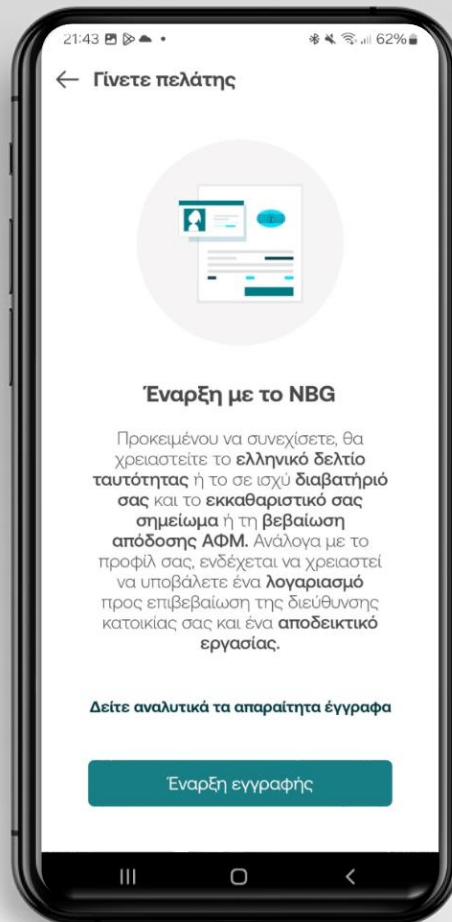 21:43
62%
← Γίνετε πελάτης
Έναρξη με το NBG
Προκειμένου να συνεχίσετε, θα
χρειαστείτε το ελληνικό δελτίο
ταυτότητας ή το σε ισχύ διαβατήριό
σας και το εκκαθαριστικό σας
σημείωμα ή τη βεβαίωση
απόδοσης ΑΦΜ. Ανάλογα με το
προφίλ σας, ενδέχεται να χρειαστεί
να υποβάλετε ένα λογαριασμό
προς επιβεβαίωση της διεύθυνσης
κατοικίας σας και ένα αποδεικτικό
εργασίας.
Δείτε αναλυτικά τα απαραίτητα έγγραφα
Έναρξη εγγραφής